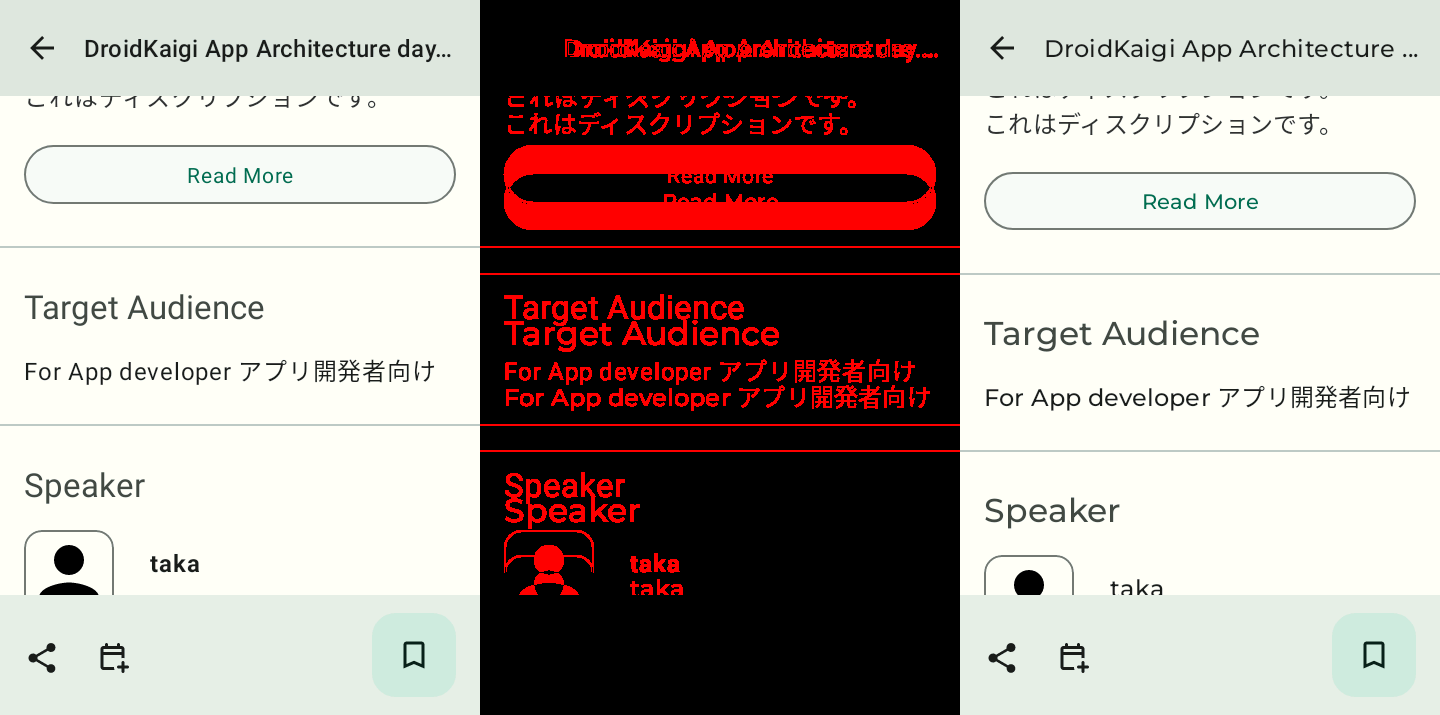 DroidKaigi App Architecture day...
これはディスクリプションです。
Read More
Target Audience
For App developer アプリ開発者向け
Speaker
taka
これはディスクリプションです。
これはディスクリプションです。
Read More
Read More
Target Audience
Target Audience
For App developer アプリ開発者向け
For App developer アプリ開発者向け
Speaker
Speaker
taka
taka
DroidKaigi App Architecture ...
これはディスクリプションです。
これはディスクリプションです。
Read More
Target Audience
For App developer アプリ開発者向け
Speaker
taka